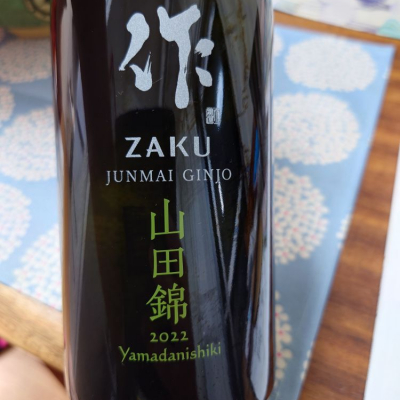 作
ZAKU
JUNMAI GINJO
山田錦
2022
Yamadanishiki